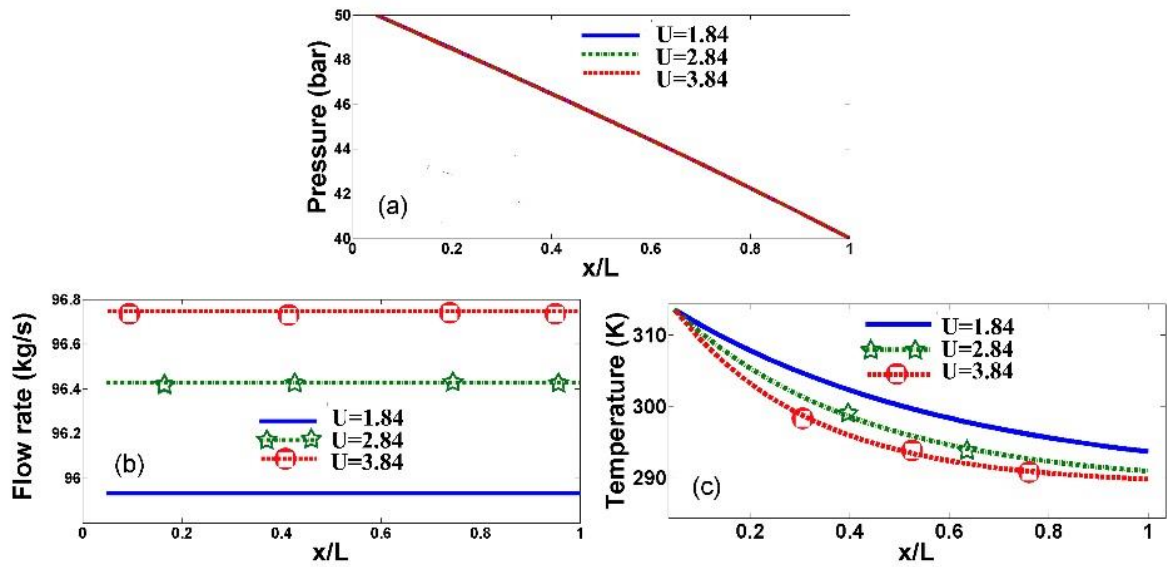 50
48
46
44
42
40
Pressure (bar)
U=1.84
U=2.84
U=3.84
(a)
0
0.2
0.4
0.6
0.8
1
x/L
96.8
96.6
96.4
96.2
96
Flow rate (kg/s)
U=1.84
U=2.84
U=3.84
(b)
0
0.2
0.4
0.6
0.8
1
x/L
310
300
290
Temperature (K)
U=1.84
U=2.84
U=3.84
(c)
0.2
0.4
0.6
0.8
1
x/L